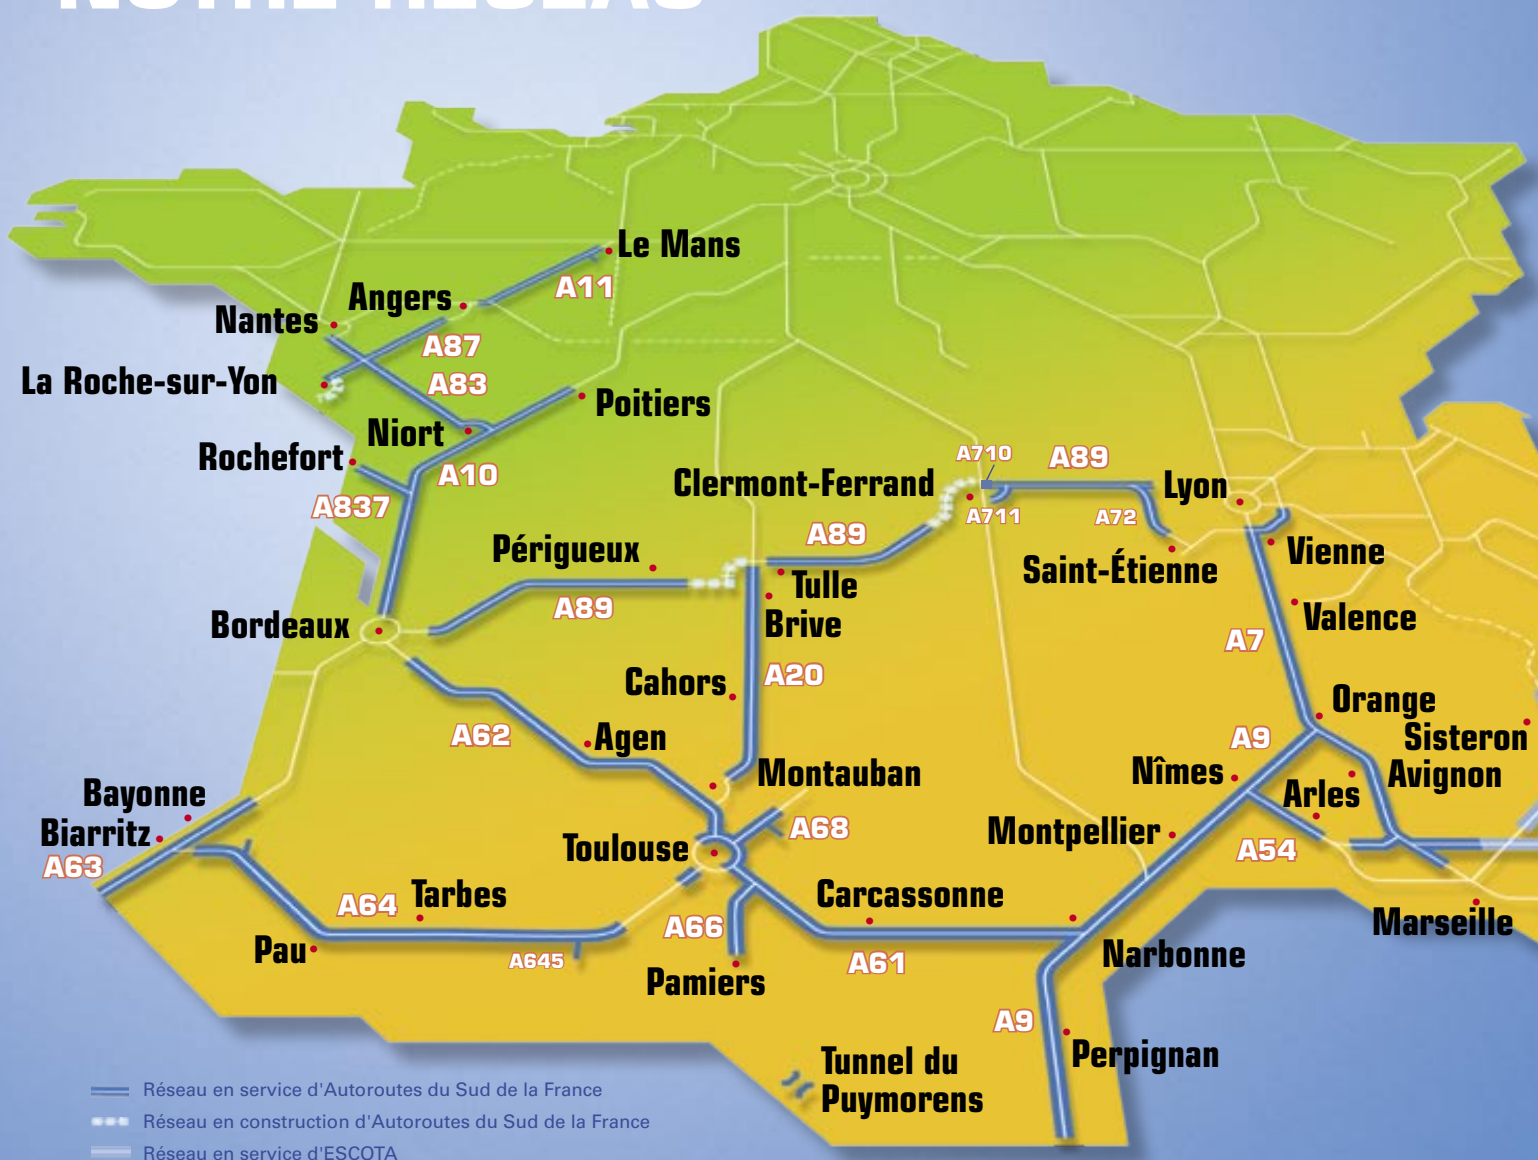 NOTRE RÉSEAU
Le Mans
A11
Angers
Nantes
A87
La Roche-sur-Yon
A83
Poitiers
Niort
Rochefort
A10
A837
Clermont-Ferrand
A710
A89
Lyon
A711
A72
A89
Périgueux
Vienne
Saint-Étienne
Tulle
A89
Brive
Valence
Bordeaux
A7
Cahors
A20
Orange
A62
Agen
A9
Sisteron
Nîmes
Avignon
Montauban
Arles
Bayonne
Biarritz
A68
Montpellier
Toulouse
A54
A63
Carcassonne
A64
Tarbes
A66
Marseille
Pau
A645
A61
Narbonne
Pamiers
A9
Perpignan
Tunnel du
Puymorens
Réseau en service d'Autoroutes du Sud de la France
Réseau en construction d'Autoroutes du Sud de la France
Réseau en service d'ESCOTA